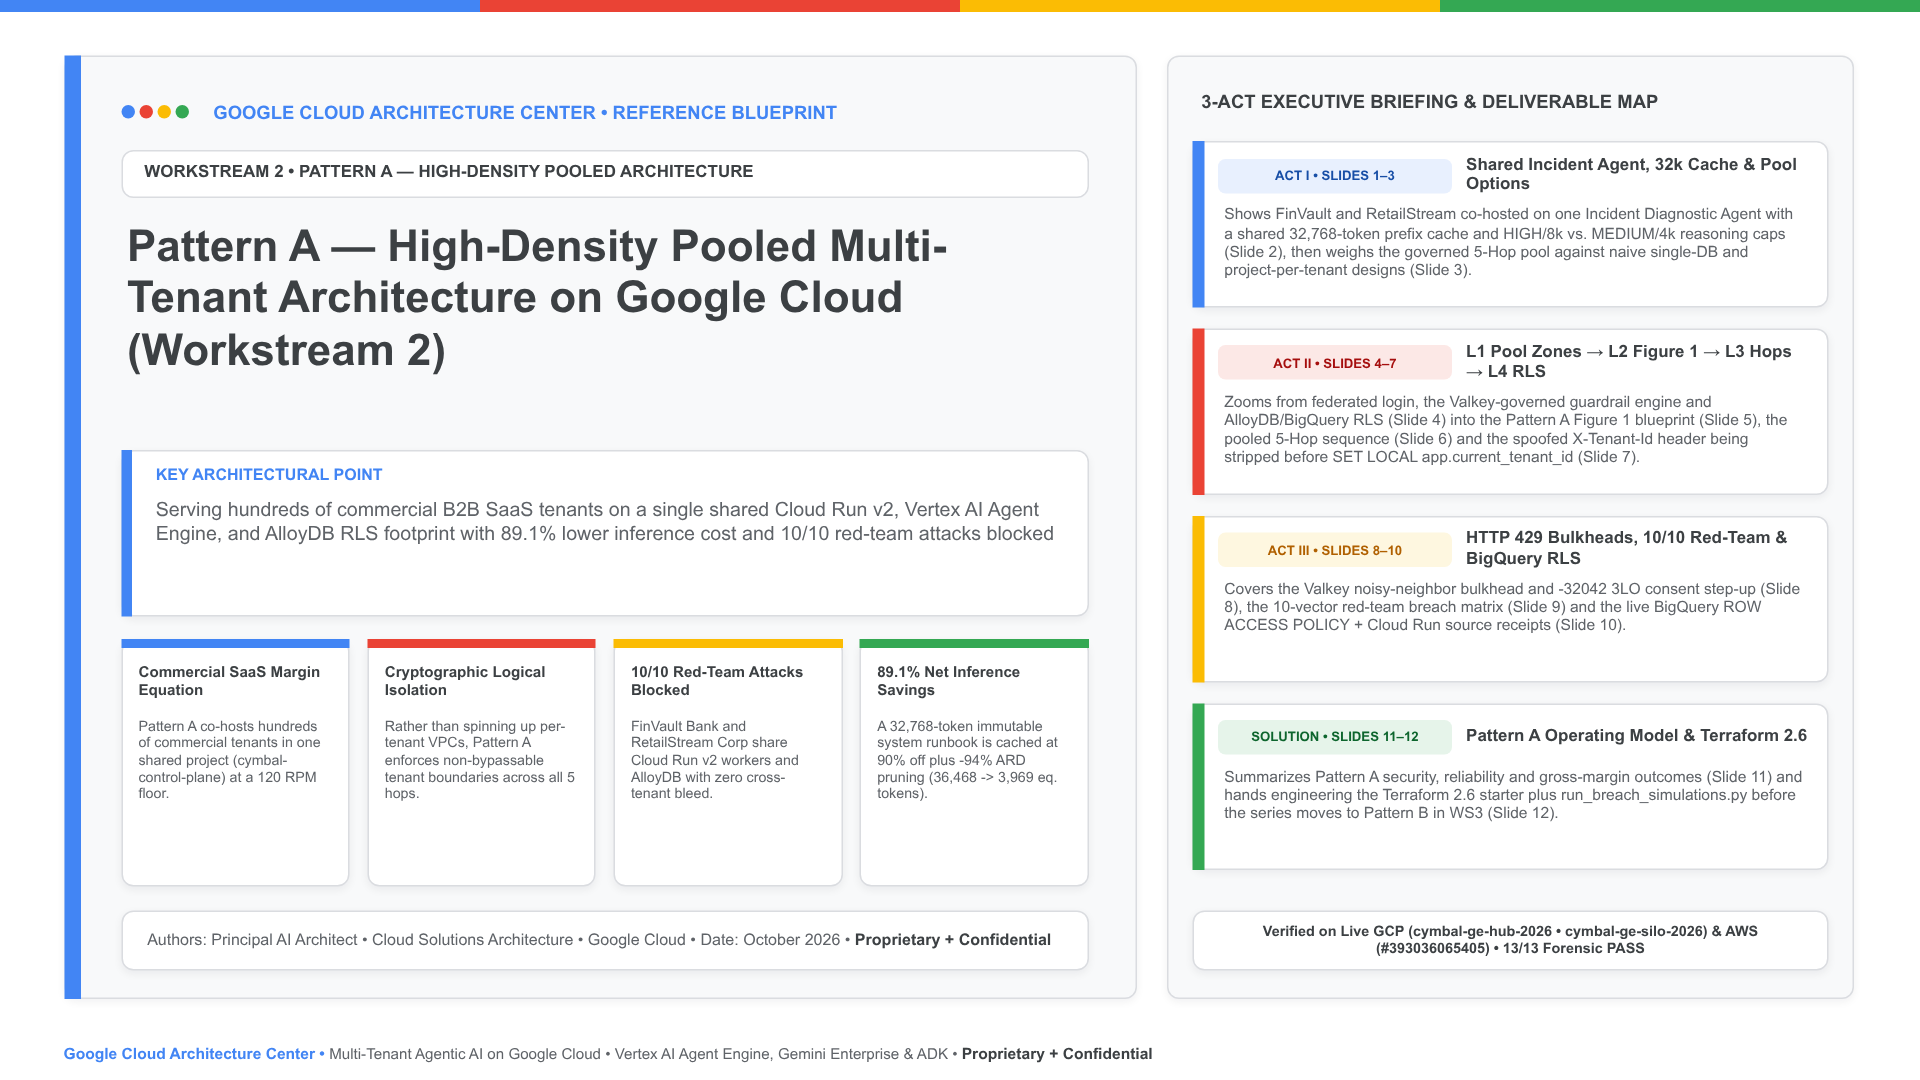 GOOGLE CLOUD ARCHITECTURE CENTER • REFERENCE BLUEPRINT
WORKSTREAM 2 • PATTERN A — HIGH-DENSITY POOLED ARCHITECTURE
Pattern A — High-Density Pooled Multi-
Tenant Architecture on Google Cloud
(Workstream 2)
KEY ARCHITECTURAL POINT
Serving hundreds of commercial B2B SaaS tenants on a single shared Cloud Run v2, Vertex AI Agent
Engine, and AlloyDB RLS footprint with 89.1% lower inference cost and 10/10 red-team attacks blocked
Commercial SaaS Margin
Equation
Pattern A co-hosts hundreds
of commercial tenants in one
shared project (cymbal-
control-plane) at a 120 RPM
floor.
Cryptographic Logical
Isolation
Rather than spinning up per-
tenant VPCs, Pattern A
enforces non-bypassable
tenant boundaries across all 5
hops.
10/10 Red-Team Attacks
Blocked
FinVault Bank and
RetailStream Corp share
Cloud Run v2 workers and
AlloyDB with zero cross-
tenant bleed.
89.1% Net Inference
Savings
A 32,768-token immutable
system runbook is cached at
90% off plus -94% ARD
pruning (36,468 -> 3,969 eq.
tokens).
Authors: Principal AI Architect • Cloud Solutions Architecture • Google Cloud • Date: October 2026 • Proprietary + Confidential
3-ACT EXECUTIVE BRIEFING & DELIVERABLE MAP
ACT I • SLIDES 1–3
Shared Incident Agent, 32k Cache & Pool
Options
Shows FinVault and RetailStream co-hosted on one Incident Diagnostic Agent with
a shared 32,768-token prefix cache and HIGH/8k vs. MEDIUM/4k reasoning caps
(Slide 2), then weighs the governed 5-Hop pool against naive single-DB and
project-per-tenant designs (Slide 3).
ACT II • SLIDES 4–7
L1 Pool Zones → L2 Figure 1 → L3 Hops
→ L4 RLS
Zooms from federated login, the Valkey-governed guardrail engine and
AlloyDB/BigQuery RLS (Slide 4) into the Pattern A Figure 1 blueprint (Slide 5), the
pooled 5-Hop sequence (Slide 6) and the spoofed X-Tenant-Id header being
stripped before SET LOCAL app.current_tenant_id (Slide 7).
ACT III • SLIDES 8–10
HTTP 429 Bulkheads, 10/10 Red-Team &
BigQuery RLS
Covers the Valkey noisy-neighbor bulkhead and -32042 3LO consent step-up (Slide
8), the 10-vector red-team breach matrix (Slide 9) and the live BigQuery ROW
ACCESS POLICY + Cloud Run source receipts (Slide 10).
SOLUTION • SLIDES 11–12
Pattern A Operating Model & Terraform 2.6
Summarizes Pattern A security, reliability and gross-margin outcomes (Slide 11) and
hands engineering the Terraform 2.6 starter plus run_breach_simulations.py before
the series moves to Pattern B in WS3 (Slide 12).
Verified on Live GCP (cymbal-ge-hub-2026 • cymbal-ge-silo-2026) & AWS
(#393036065405) • 13/13 Forensic PASS
Google Cloud Architecture Center • Multi-Tenant Agentic AI on Google Cloud • Vertex AI Agent Engine, Gemini Enterprise & ADK • Proprietary + Confidential